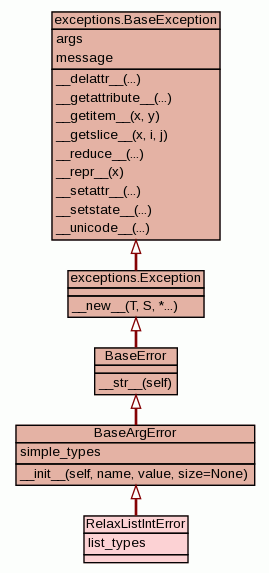 exceptions.BaseException
args
message
__delattr__(...)
__getattribute__(...)
__getitem__(x, y)
__getslice__(x, i, j)
__reduce__(...)
__repr__(x)
__setattr__(...)
__setstate__(...)
__unicode__(...)
exceptions.Exception
__new__(T, S, *...)
BaseError
__str__(self)
BaseArgError
simple_types
__init__(self, name, value, size=None)
RelaxListIntError
list_types